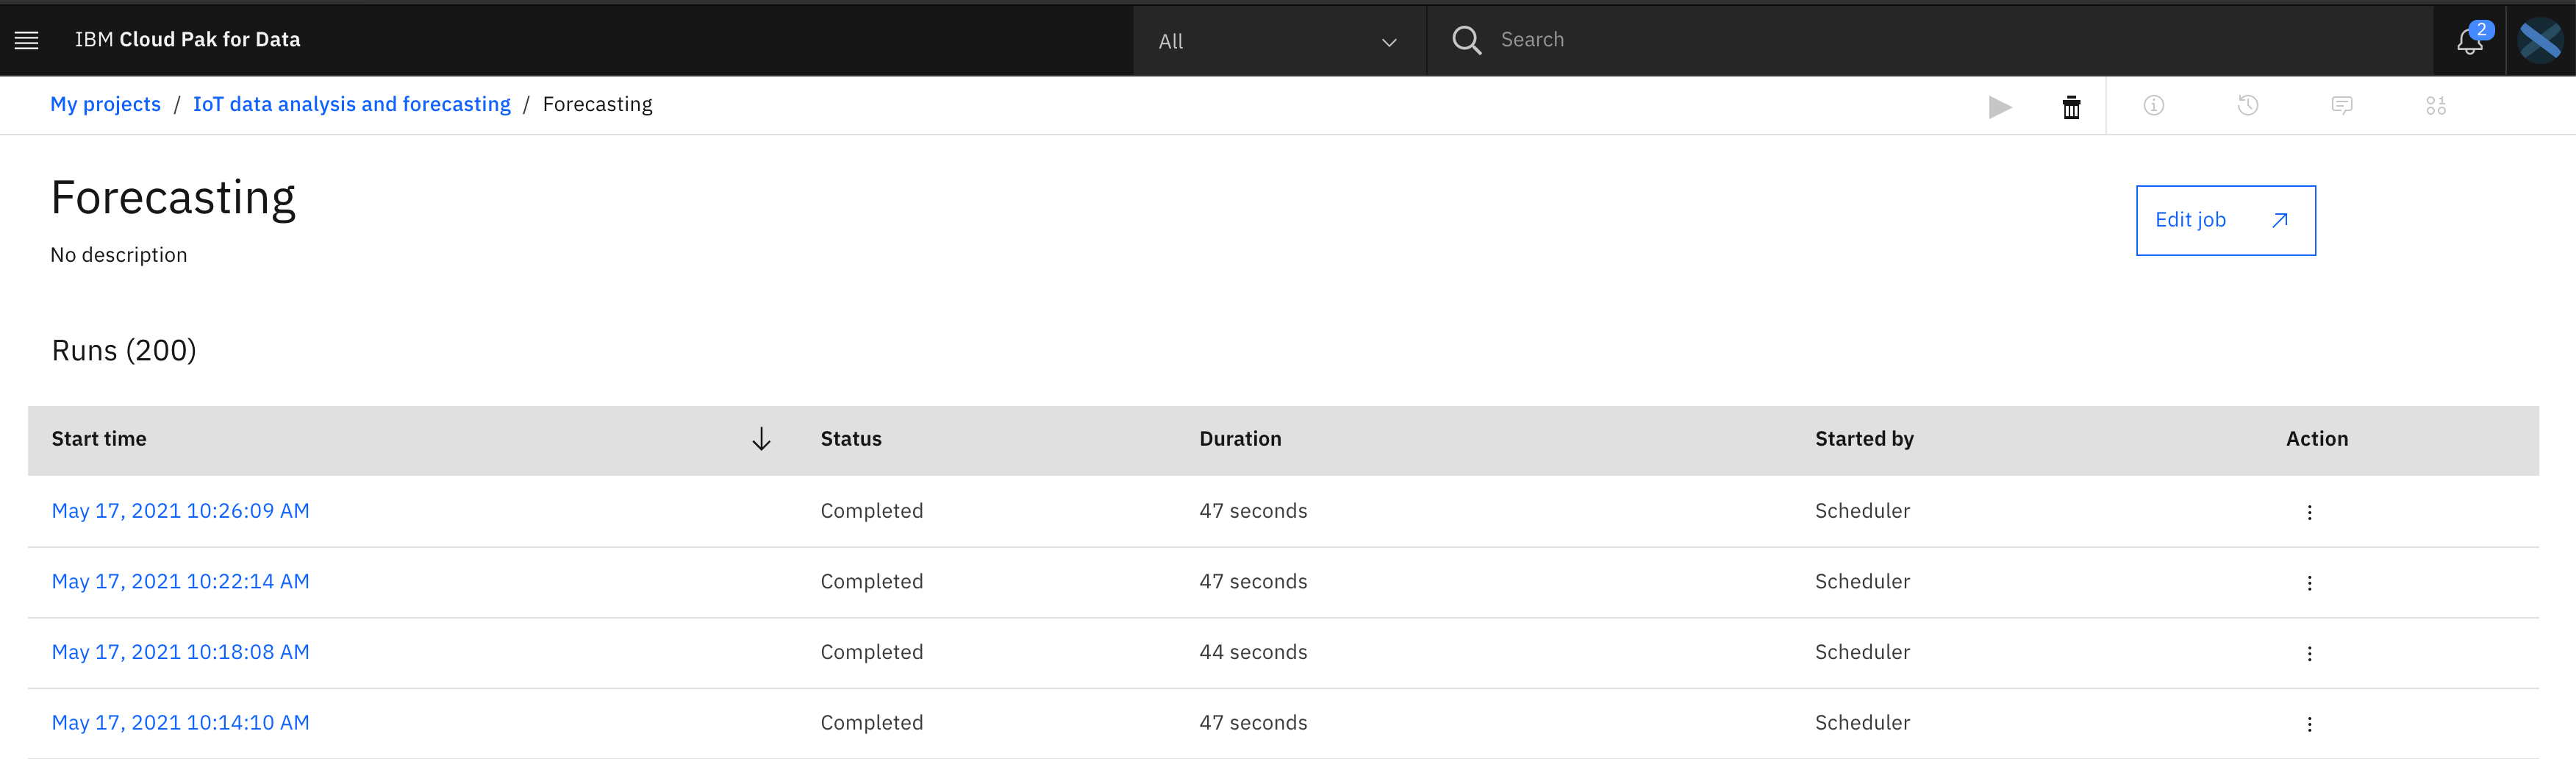 IBM Cloud Pak for Data
All
Search
2
My projects / IoT data analysis and forecasting / Forecasting
Forecasting
Edit job
No description
Runs (200)
Start time Status Duration Started by Action
May 17, 2021 10:26:09 AM Completed 47 seconds Scheduler
May 17, 2021 10:22:14 AM Completed 47 seconds Scheduler
May 17, 2021 10:18:08 AM Completed 44 seconds Scheduler
May 17, 2021 10:14:10 AM Completed 47 seconds Scheduler